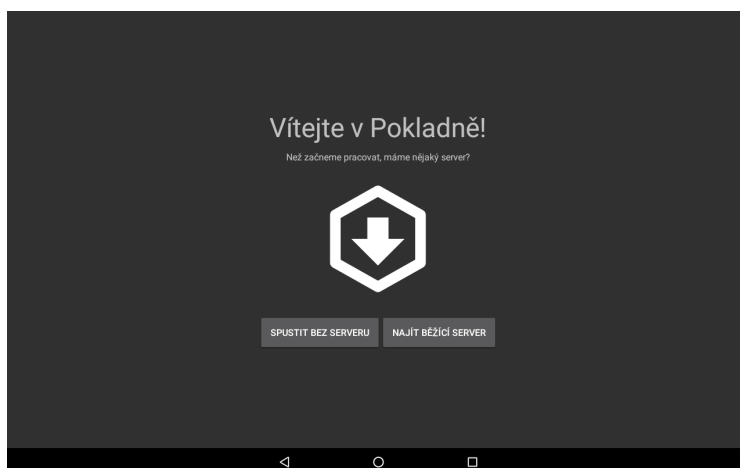 Vítejte v Pokladně!
Než začneme pracovat, máme nějaký server?
SPUSTIT BEZ SERVERU
NAJÍT BĚŽÍCÍ SERVER